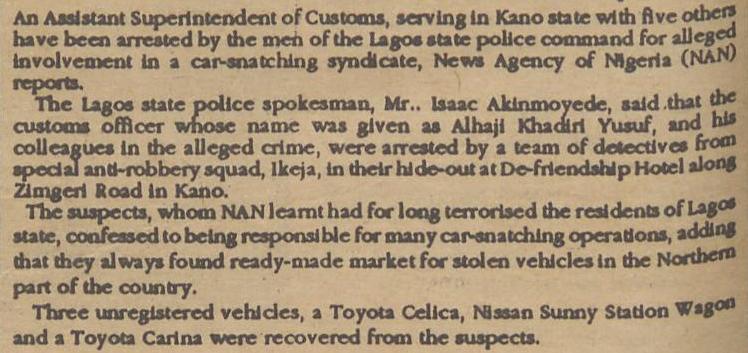 An Assistant Superintendent of Customs, serving in Kano state with five others
have been arrested by the men of the Lagos state police command for alleged
involvement in a car-snatching syndicate, News Agency of Nigeria (NAN)
reports.
The Lagos state police spokesman, Mr.. Isaac Akinmoyede, said that the
customs officer whose name was given as Alhaji Khadiri Yusuf, and his
colleagues in the alleged crime, were arrested by a team of detectives from
special anti-robbery squad, Ikeja, in their hide-out at De-friendship Hotel along
Zimgeri Road in Kano.
The suspects, whom NAN learnt had for long terrorised the residents of Lagos
state, confessed to being responsible for many car-snatching operations, adding
that they always found ready-made market for stolen vehicles in the Northern
part of the country.
Three unregistered vehicles, a Toyota Celica, Nissan Sunny Station Wagon
and a Toyota Carina were recovered from the suspects.